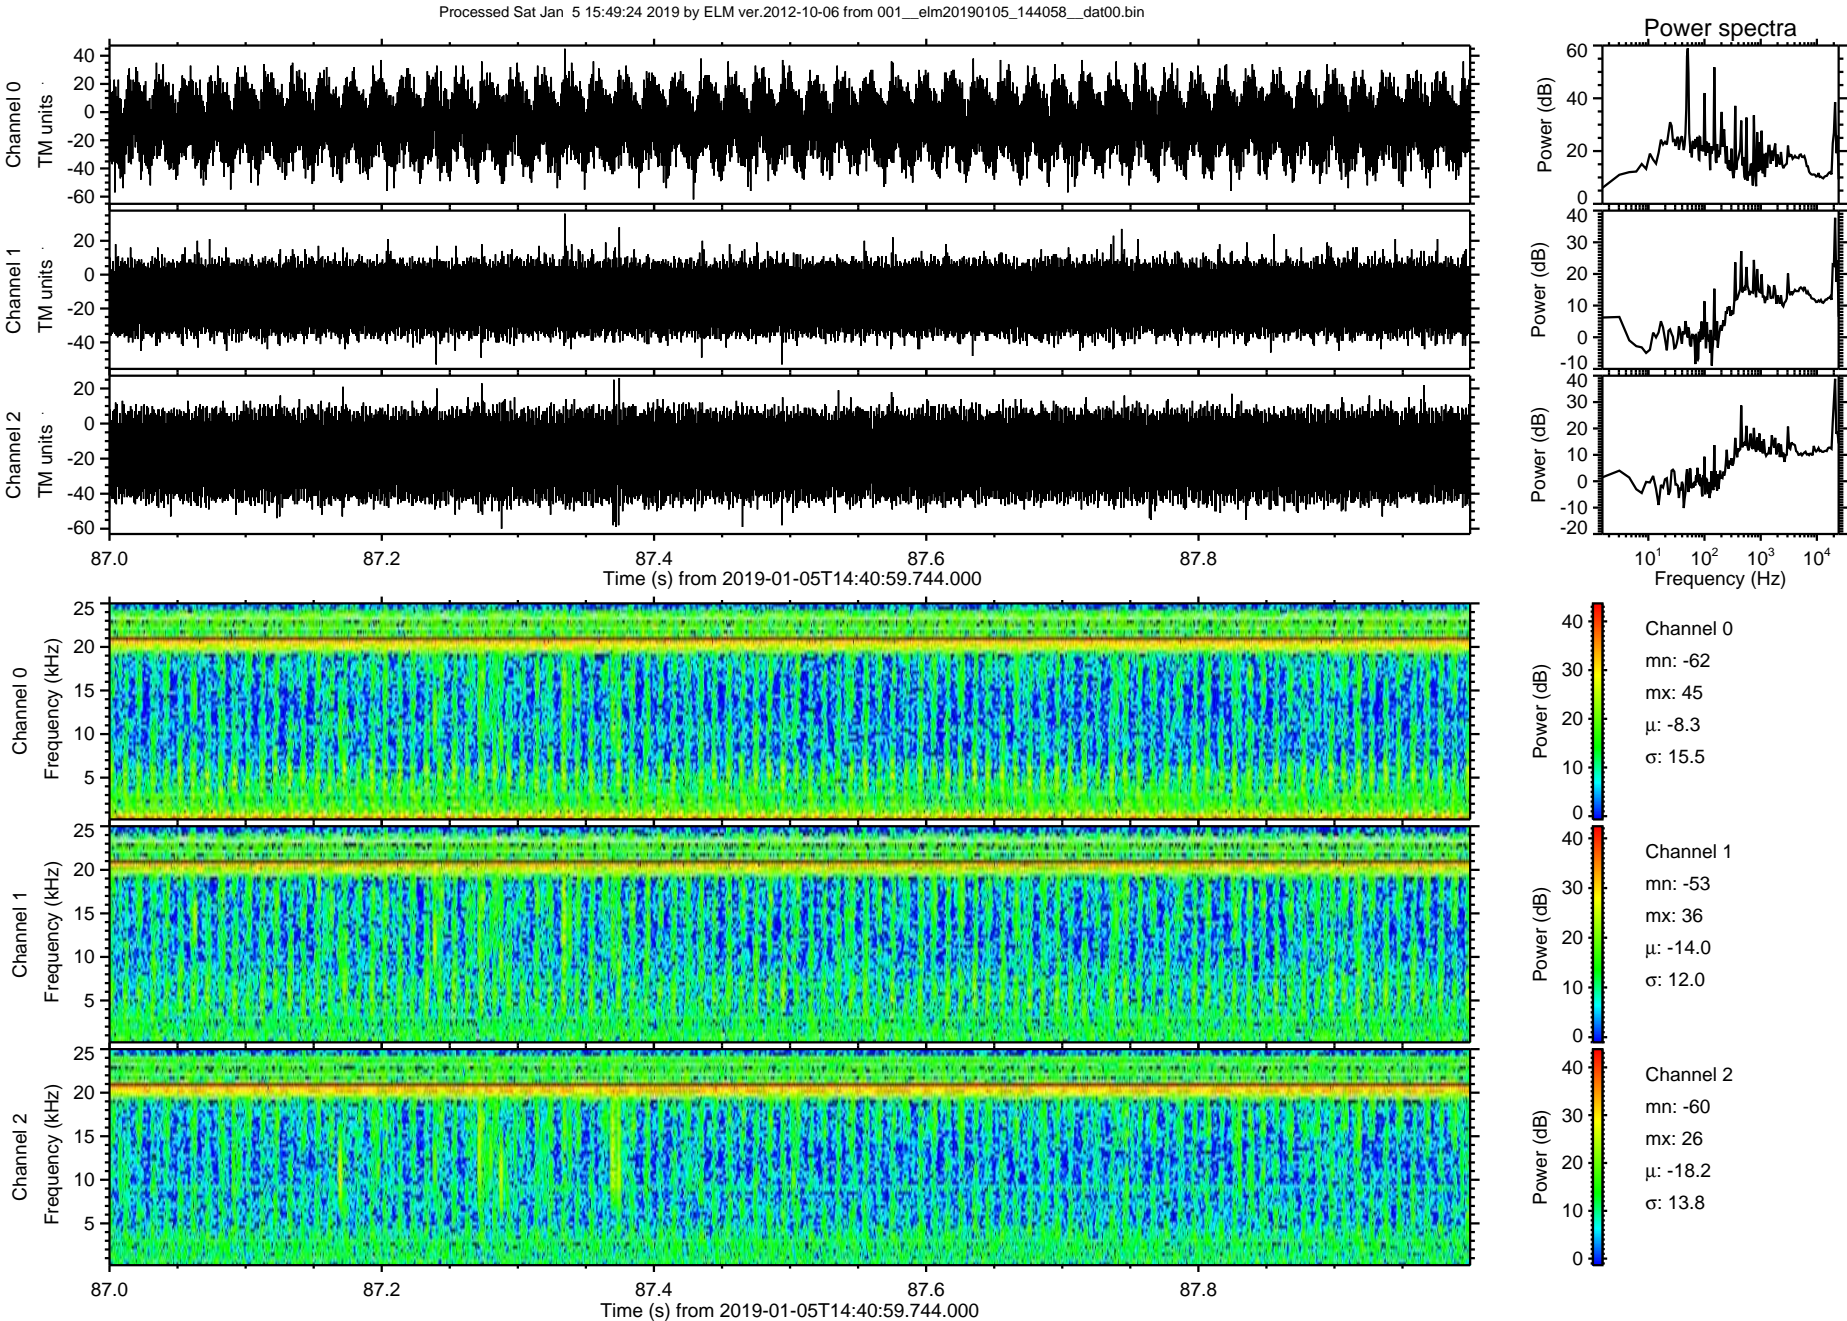 Processed Sat Jan  5 15:49:24 2019 by ELM ver.2012-10-06 from 001__elm20190105_144058__dat00.bin
Power spectra
Channel 0
TM units
40
20
0
-20
-40
-60
Power (dB)
60
40
20
0
Channel 1
TM units
20
0
-20
-40
Power (dB)
40
30
20
10
0
-10
Channel 2
TM units
20
0
-20
-40
-60
Power (dB)
40
30
20
10
0
-10
-20
87.0 87.2 87.4 87.6 87.8
Time (s) from 2019-01-05T14:40:59.744.000
10¹ 10² 10³ 10⁴
Frequency (Hz)
Channel 0
Frequency (kHz)
25
20
15
10
5
Power (dB)
40
30
20
10
0
Channel 0
mn: -62
mx: 45
μ: -8.3
σ: 15.5
Channel 1
Frequency (kHz)
25
20
15
10
5
Power (dB)
40
30
20
10
0
Channel 1
mn: -53
mx: 36
μ: -14.0
σ: 12.0
Channel 2
Frequency (kHz)
25
20
15
10
5
Power (dB)
40
30
20
10
0
Channel 2
mn: -60
mx: 26
μ: -18.2
σ: 13.8
87.0 87.2 87.4 87.6 87.8
Time (s) from 2019-01-05T14:40:59.744.000